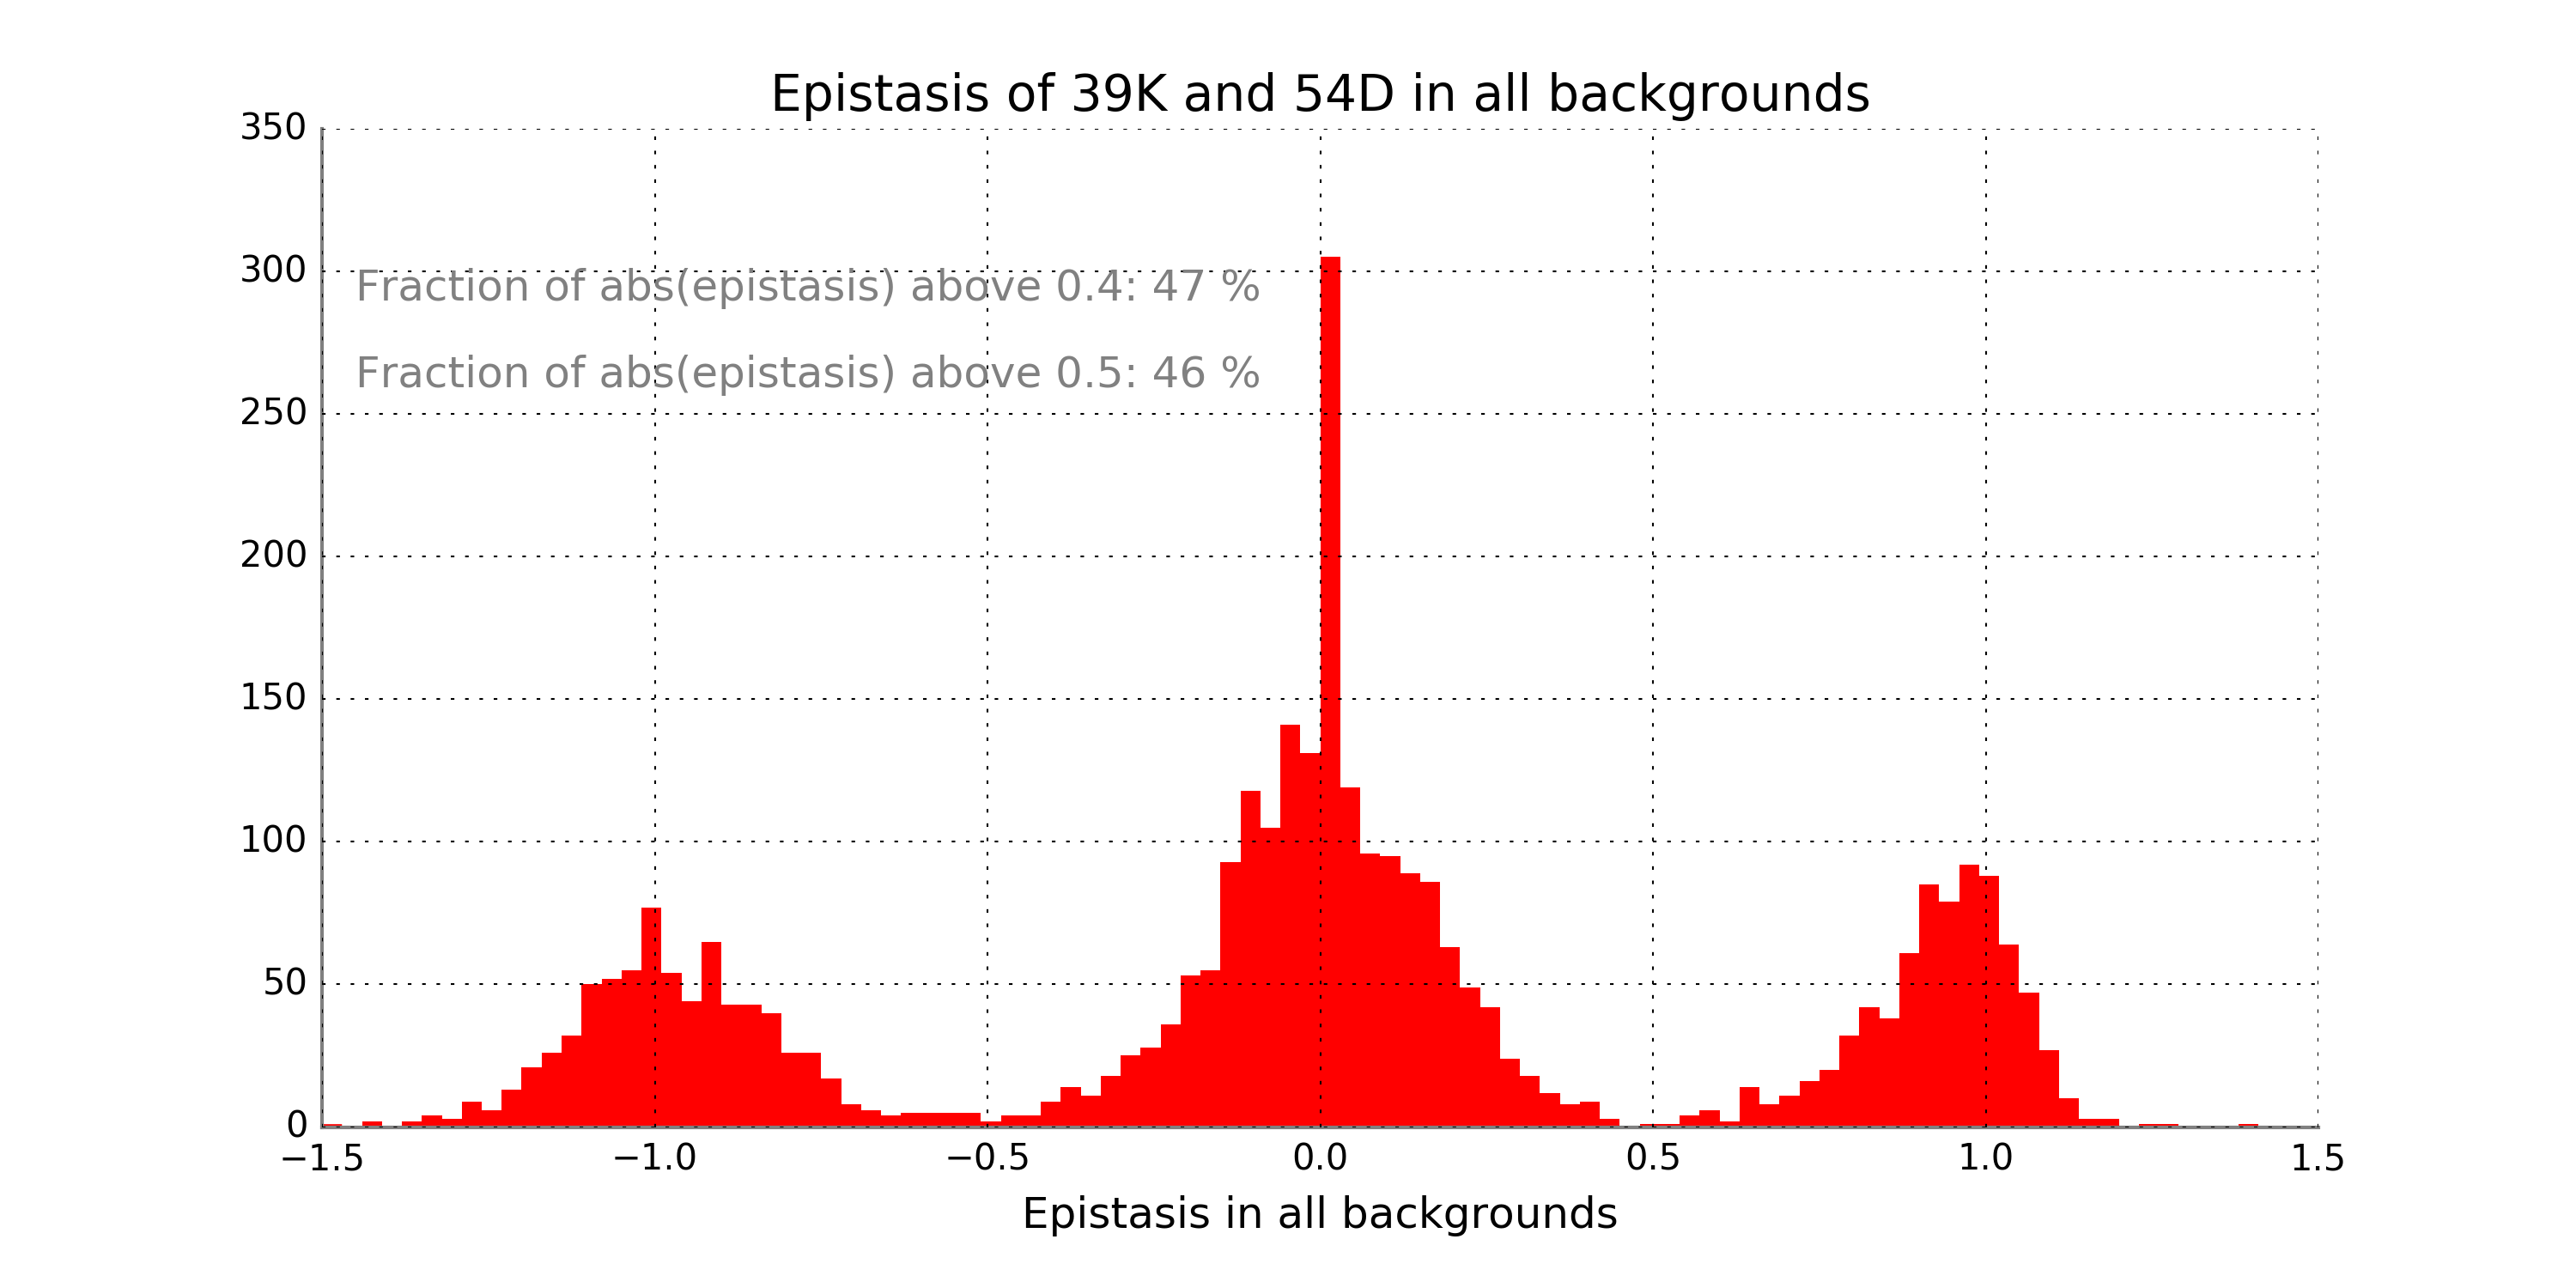 Epistasis of 39K and 54D in all backgrounds
350
300
Fraction of abs(epistasis) above 0.4: 47 %
Fraction of abs(epistasis) above 0.5: 46 %
250
200
150
100
50
0
−1.5 −1.0 −0.5 0.0 0.5 1.0 1.5
Epistasis in all backgrounds